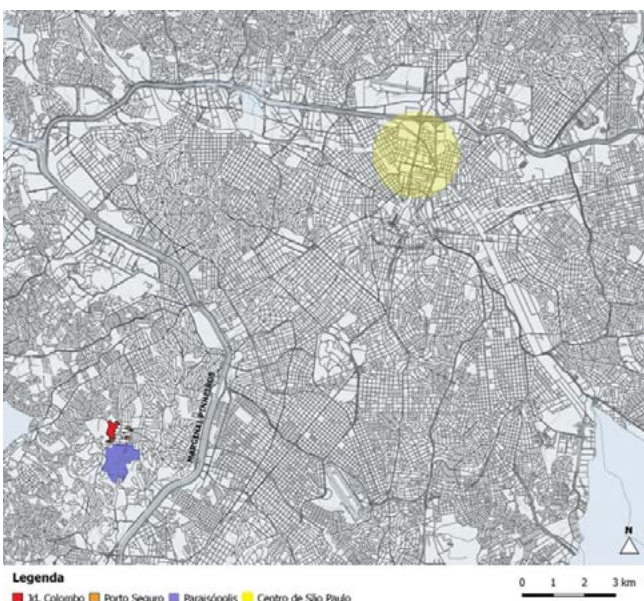 MARGINAL PINHEIROS
N
Legenda
Jd. Colombo Porto Seguro Paraisópolis Centro de São Paulo
0 1 2 3 km